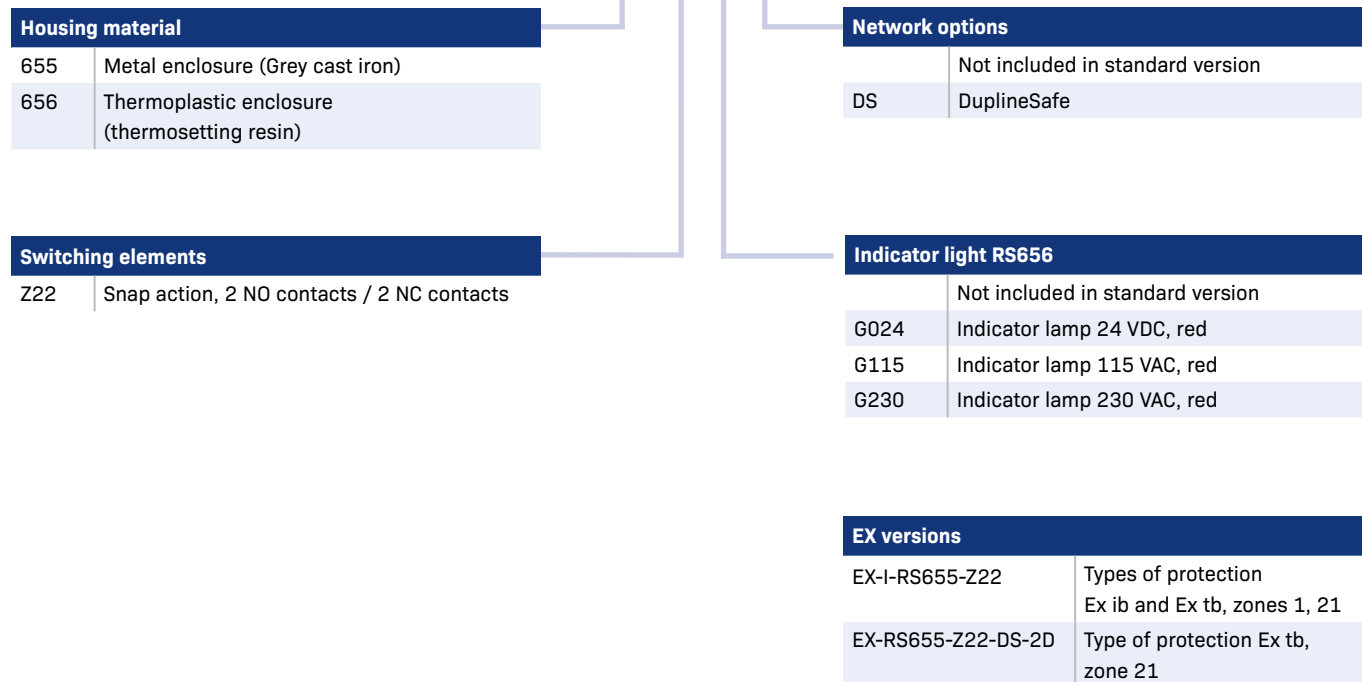 Housing material
655 Metal enclosure (Grey cast iron)
656 Thermoplastic enclosure
(thermosetting resin)
Switching elements
Z22 Snap action, 2 NO contacts / 2 NC contacts
Network options
Not included in standard version
DS DuplineSafe
Indicator light RS656
Not included in standard version
G024 Indicator lamp 24 VDC, red
G115 Indicator lamp 115 VAC, red
G230 Indicator lamp 230 VAC, red
EX versions
EX-I-RS655-Z22 Types of protection
Ex ib and Ex tb, zones 1, 21
EX-RS655-Z22-DS-2D Type of protection Ex tb,
zone 21